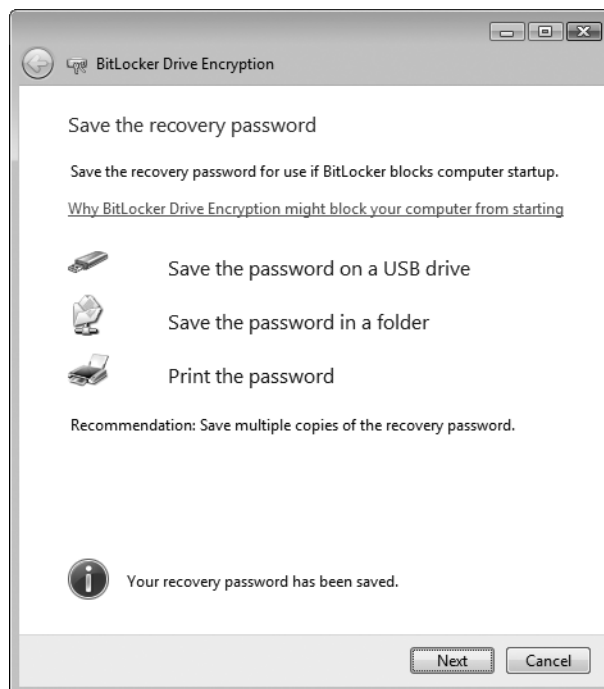 BitLocker Drive Encryption
Save the recovery password
Save the recovery password for use if BitLocker blocks computer startup.
Why BitLocker Drive Encryption might block your computer from starting
Save the password on a USB drive
Save the password in a folder
Print the password
Recommendation: Save multiple copies of the recovery password.
Your recovery password has been saved.
Next Cancel